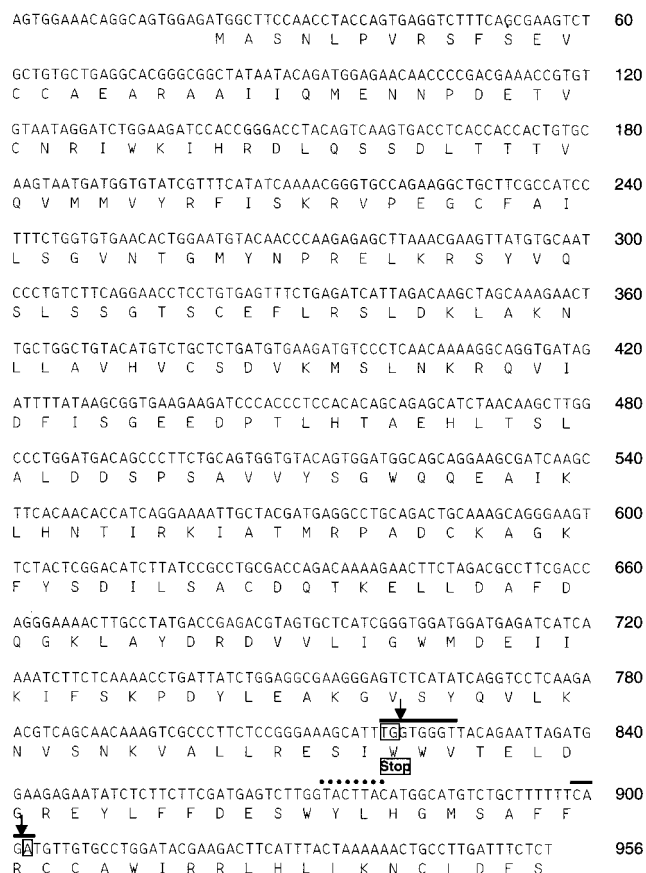 AGTGGAAACAGGCAGTGGAGATGGCTTCCAACCTACCAGTGAGGTCTTTCAGCGAAGTCT 60
M A S N L P V R S F S E V
GCTGTGCTGAGGCACGGGCGGCTATAATACAGATGGAGAACAACCCCGACGAAACCGTGT 120
C C A E A R A A I I Q M E N N P D E T V
GTAATAGGATCTGGAAGATCCACCGGGACCTACAGTCAAGTGACCTCACCACCACTGTGC 180
C N R I W K I H R D L Q S S D L T T T V
AAGTAATGATGGTGTATCGTTTCATATCAAAACGGGTGCCAGAAGGCTGCTTCGCCATCC 240
Q V M M V Y R F I S K R V P E G C F A I
TTTCTGGTGTGAACACTGGAATGTACAACCCAAGAGAGCTTAAACGAAGTTATGTGCAAT 300
L S G V N T G M Y N P R E L K R S Y V Q
CCCTGTCTTCAGGAACCTCCTGTGAGTTTCTGAGATCATTAGACAAGCTAGCAAAGAACT 360
S L S S G T S C E F L R S L D K L A K N
TGCTGGCTGTACATGTCTGCTCTGATGTGAAGATGTCCCTCAACAAAAGGCAGGTGATAG 420
L L A V H V C S D V K M S L N K R Q V I
ATTTTATAAGCGGTGAAGAAGATCCCACCCTCCACACAGCAGAGCATCTAACAAGCTTGG 480
D F I S G E E D P T L H T A E H L T S L
CCCTGGATGACAGCCCTTCTGCAGTGGTGTACAGTGGATGGCAGCAGGAAGCGATCAAGC 540
A L D D S P S A V V Y S G W Q Q E A I K
TTCACAACACCATCAGGAAAATTGCTACGATGAGGCCTGCAGACTGCAAAGCAGGGAAGT 600
L H N T I R K I A T M R P A D C K A G K
TCTACTCGGACATCTTATCCGCCTGCGACCAGACAAAAGAACTTCTAGACGCCTTCGACC 660
F Y S D I L S A C D Q T K E L L D A F D
AGGGAAAACTTGCCTATGACCGAGACGTAGTGCTCATCGGGTGGATGGATGAGATCATCA 720
Q G K L A Y D R D V V L I G W M D E I I
AAATCTTCTCAAAACCTGATTATCTGGAGGCGAAGGGAGTCTCATATCAGGTCCTCAAGA 780
K I F S K P D Y L E A K G V S Y Q V L K
ACGTCAGCAACAAAGTCGCCCTTCTCCGGGAAAGCATTTGGTGGGTTACAGAATTAGATG 840
N V S N K V A L L R E S I W W V T E L D
Stop
GAAGAGAATATCTCTTCTTCGATGAGTCTTGGTACTTACATGGCATGTCTGCTTTTTTCA 900
G R E Y L F F D E S W Y L H G M S A F F
GATGTTGTGCCTGGATACGAAGACTTCATTTACTAAAAAACTGCCTTGATTTCTCT 956
R C C A W I R R L H L L K N C L D F S